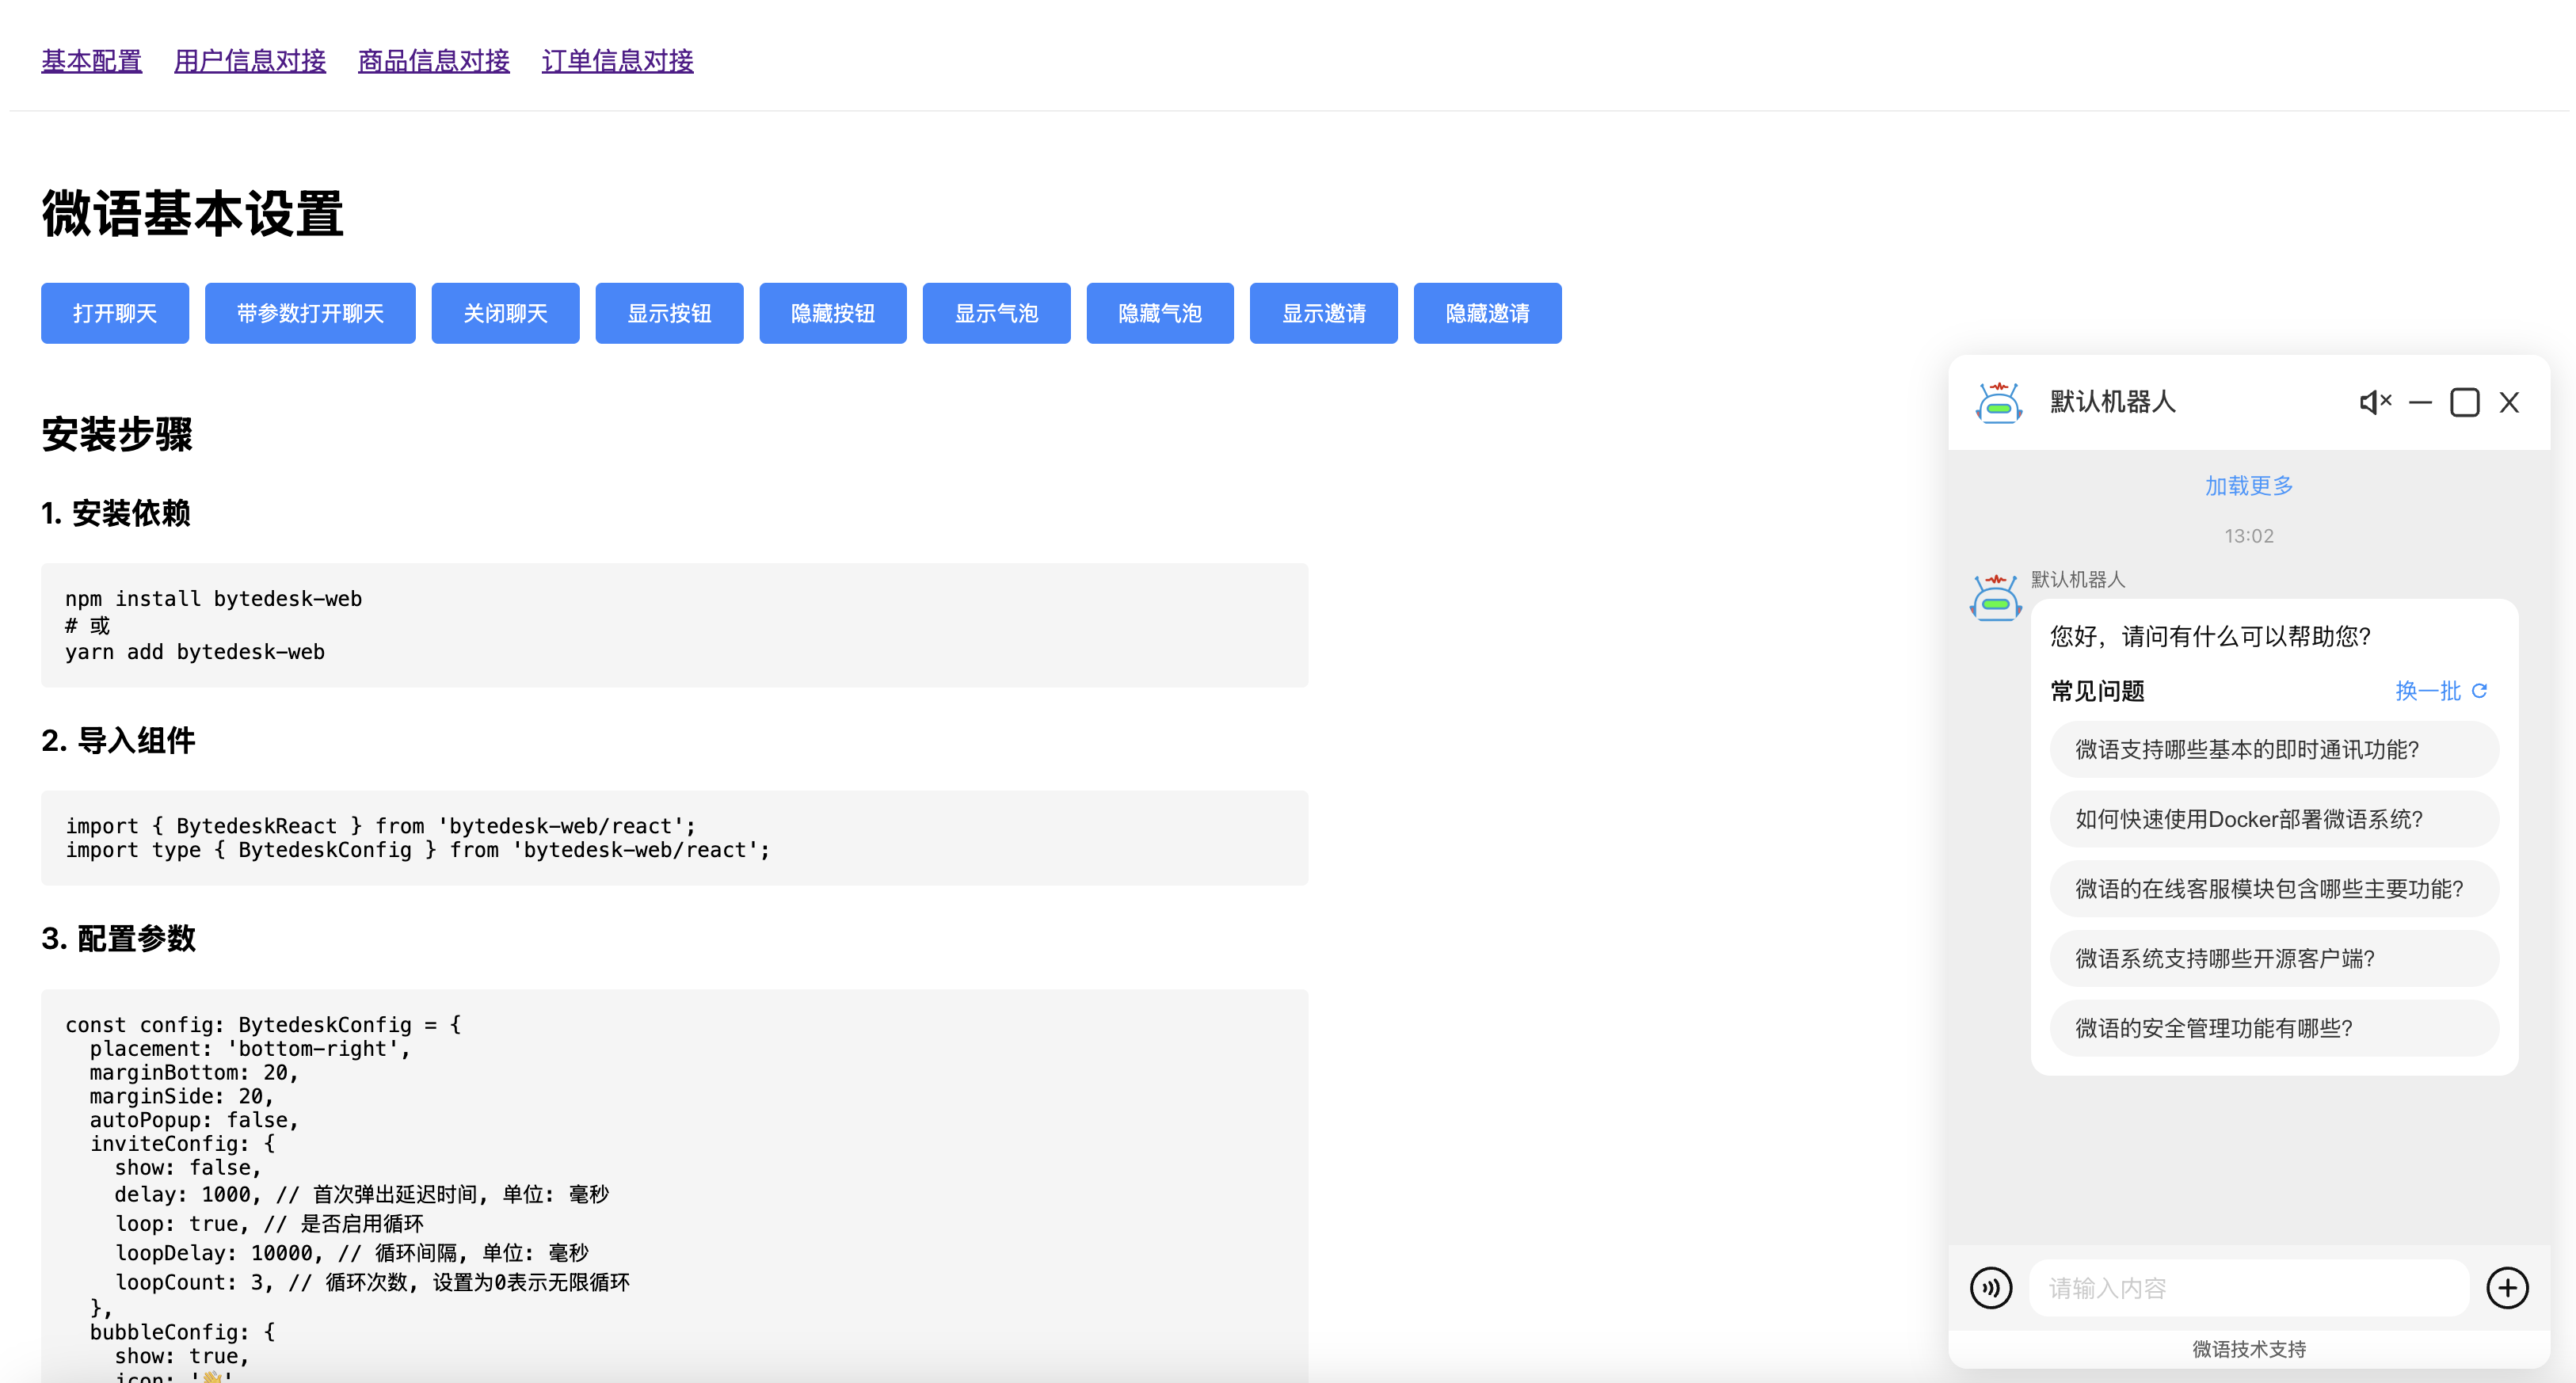 基本配置 用户信息对接 商品信息对接 订单信息对接
微语基本设置
打开聊天 带参数打开聊天 关闭聊天 显示按钮 隐藏按钮 显示气泡 隐藏气泡 显示邀请 隐藏邀请
安装步骤
1. 安装依赖
npm install bytedesk-web
# 或
yarn add bytedesk-web
2. 导入组件
import { BytedeskReact } from 'bytedesk-web/react';
import type { BytedeskConfig } from 'bytedesk-web/react';
3. 配置参数
const config: BytedeskConfig = {
  placement: 'bottom-right',
  marginBottom: 20,
  marginSide: 20,
  autoPopup: false,
  inviteConfig: {
    show: false,
    delay: 1000, // 首次弹出延迟时间, 单位: 毫秒
    loop: true, // 是否启用循环
    loopDelay: 10000, // 循环间隔, 单位: 毫秒
    loopCount: 3, // 循环次数, 设置为0表示无限循环
  },
  bubbleConfig: {
    show: true,
    icon: '👋'
默认机器人
加载更多
13:02
默认机器人
您好，请问有什么可以帮助您?
常见问题 换一批
微语支持哪些基本的即时通讯功能?
如何快速使用Docker部署微语系统?
微语的在线客服模块包含哪些主要功能?
微语系统支持哪些开源客户端?
微语的安全管理功能有哪些?
请输入内容
微语技术支持